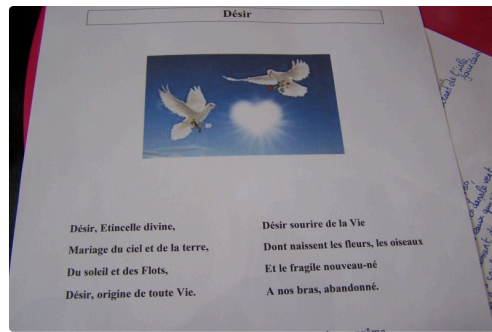 Désir
Désir, Etincelle divine,
Mariage du ciel et de la terre,
Du soleil et des Flots,
Désir, origine de toute Vie.
Désir sourire de la Vie
Dont naissent les fleurs, les oiseaux
Et le fragile nouveau-né
A nos bras, abandonné.